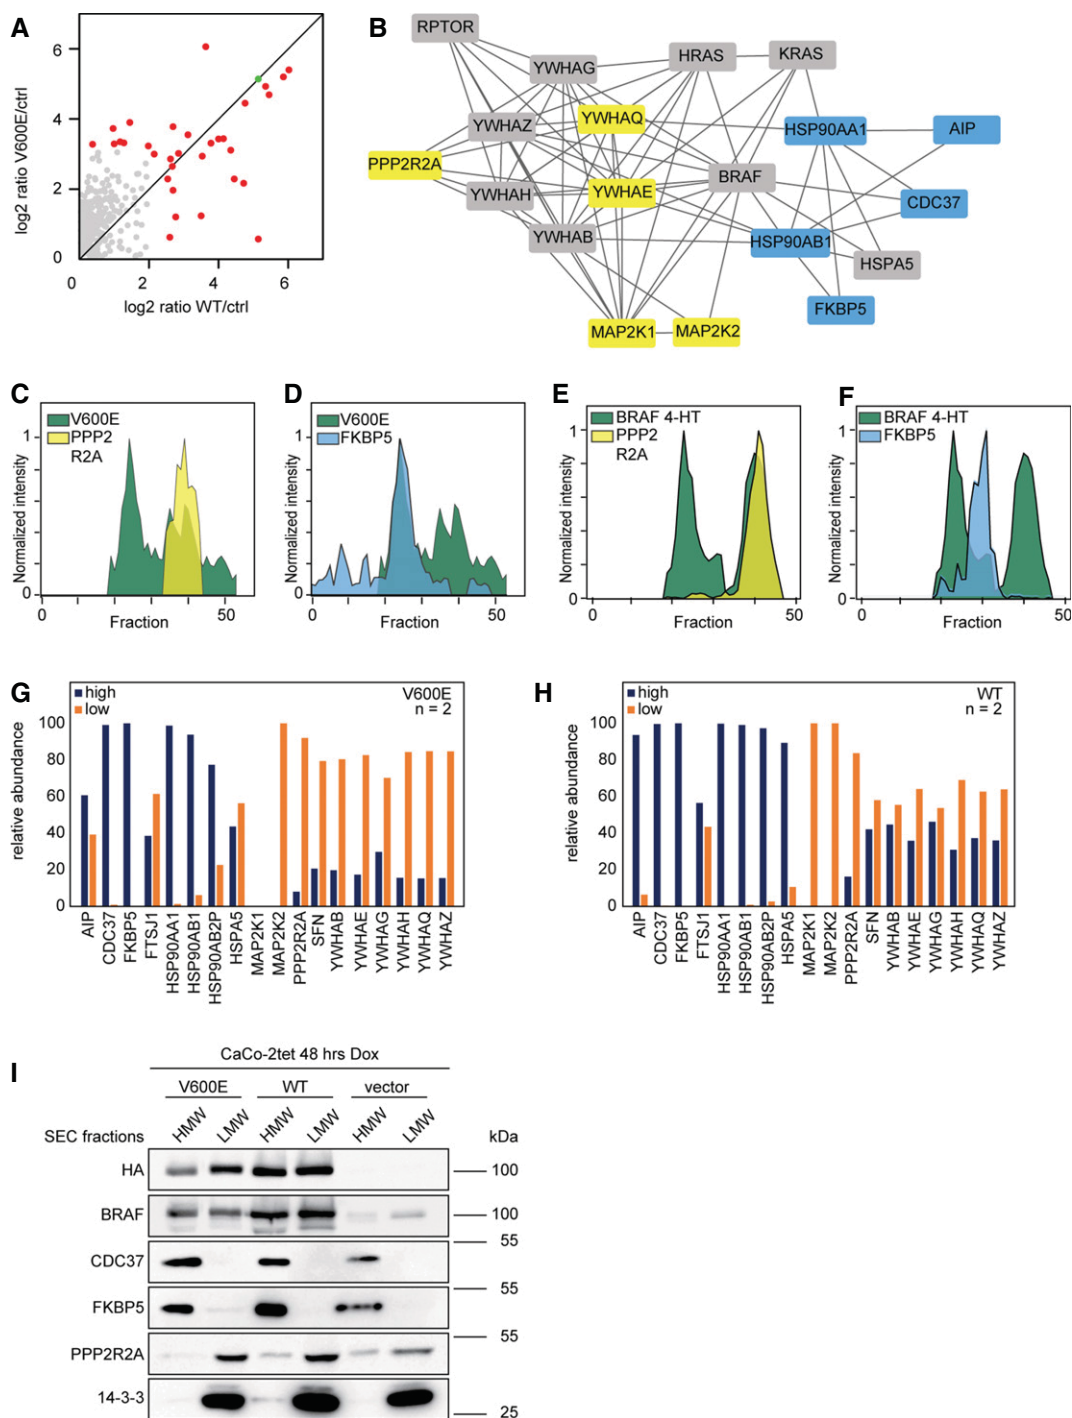 A
log2 ratio V600E/ctrl
6
4
2
0
0 2 4 6
log2 ratio WT/ctrl
B
RPTOR
YWHAG
HRAS
KRAS
YWHAZ
YWHAQ
HSP90AA1
AIP
PPP2R2A
YWHAH
YWHAE
BRAF
CDC37
YWHAB
HSP90AB1
HSPA5
FKBP5
MAP2K1
MAP2K2
C
V600E
PPP2
R2A
Normalized intensity
1
0
0 50
Fraction
D
V600E
FKBP5
Normalized intensity
1
0
0 50
Fraction
E
BRAF 4-HT
PPP2
R2A
Normalized intensity
1
0
0 50
Fraction
F
BRAF 4-HT
FKBP5
Normalized intensity
1
0
0 50
Fraction
G
high
low
V600E
n = 2
relative abundance
100
80
60
40
20
0
AIP
CDC37
FKBP5
FTSJ1
HSP90AA1
HSP90AB1
HSP90AB2P
HSPA5
MAP2K1
MAP2K2
PPP2R2A
SFN
YWHAB
YWHAE
YWHAG
YWHAH
YWHAQ
YWHAZ
H
high
low
WT
n = 2
relative abundance
100
80
60
40
20
0
AIP
CDC37
FKBP5
FTSJ1
HSP90AA1
HSP90AB1
HSP90AB2P
HSPA5
MAP2K1
MAP2K2
PPP2R2A
SFN
YWHAB
YWHAE
YWHAG
YWHAH
YWHAQ
YWHAZ
I
CaCo-2tet 48 hrs Dox
V600E WT vector
SEC fractions HMW LMW HMW LMW HMW LMW kDa
HA 100
BRAF 100
55
CDC37
55
FKBP5
55
PPP2R2A
14-3-3
25